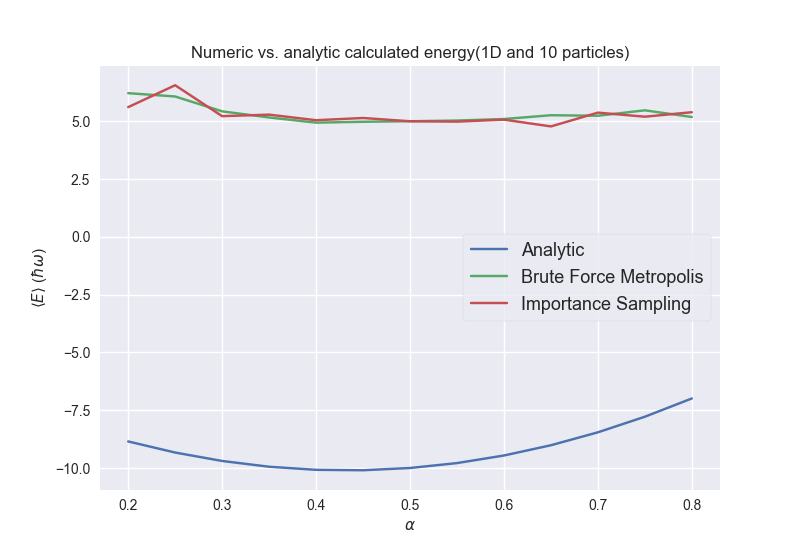 Numeric vs. analytic calculated energy(1D and 10 particles)
5.0
2.5
0.0
−2.5
−5.0
−7.5
−10.0
⟨E⟩ (ℏω)
Analytic
Brute Force Metropolis
Importance Sampling
0.2 0.3 0.4 0.5 0.6 0.7 0.8
α